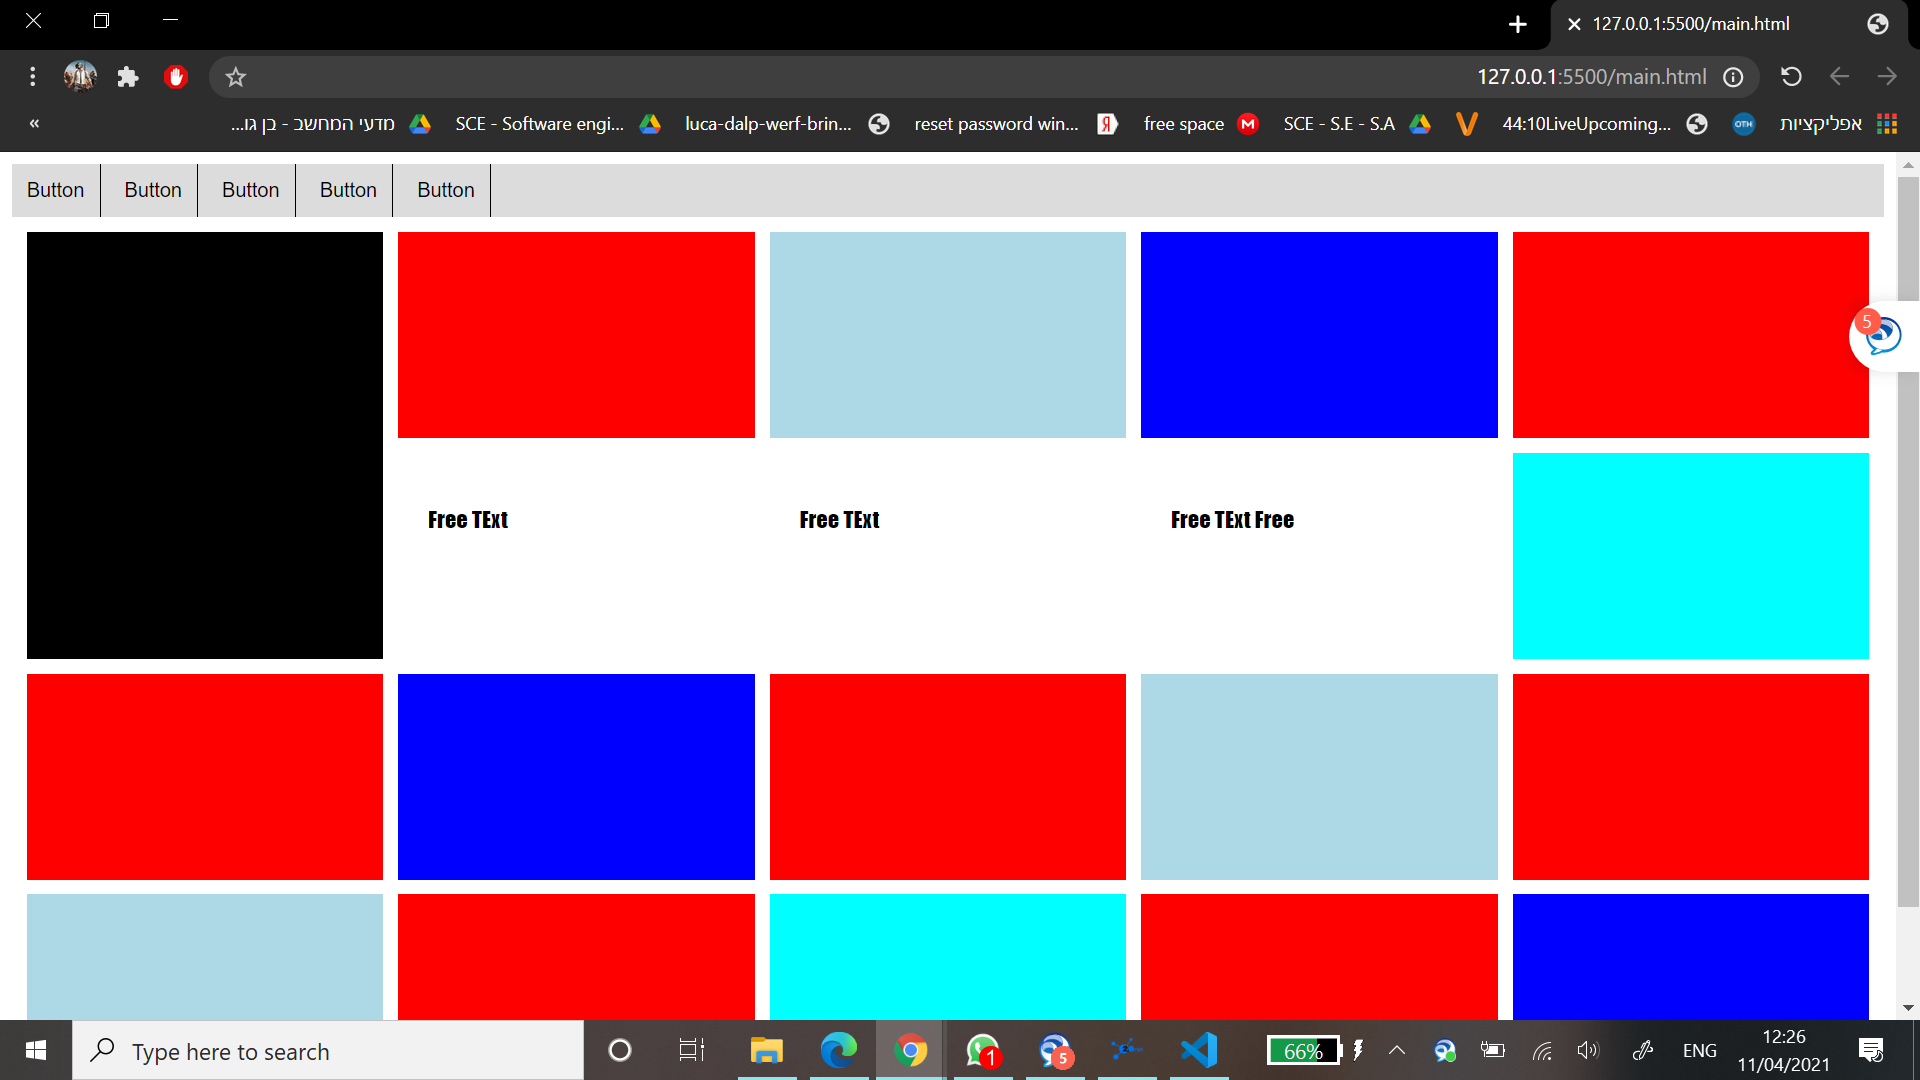 127.0.0.1:5500/main.html
127.0.0.1:5500/main.html
« מדעי המחשב - בן גו... SCE - Software engi... luca-dalp-werf-brin... reset password win... Я free space M SCE - S.E - S.A 44:10LiveUpcoming... OTH אפליקציות
Button Button Button Button Button
5
Free TExt Free TExt Free TExt Free
Type here to search 1 5 66% ENG 12:26
11/04/2021